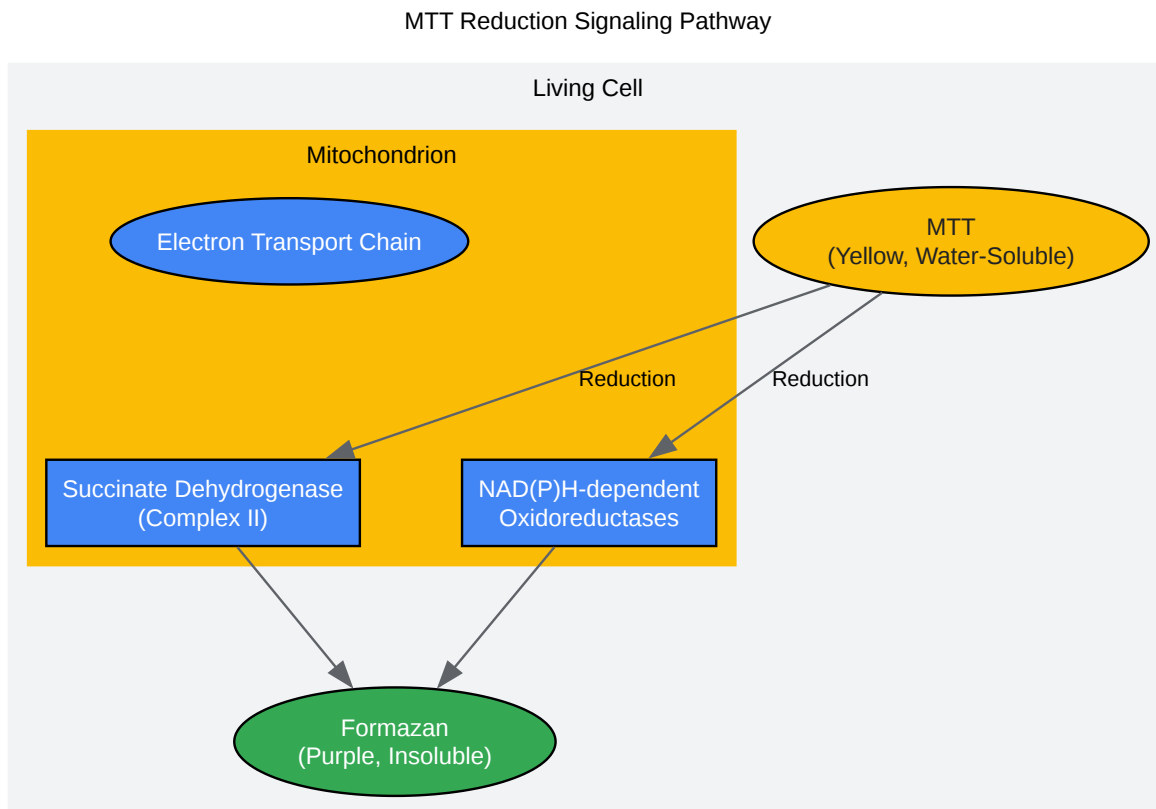 MTT Reduction Signaling Pathway
Living Cell
Mitochondrion
Electron Transport Chain
MTT
(Yellow, Water-Soluble)
Reduction
Reduction
Succinate Dehydrogenase
(Complex II)
NAD(P)H-dependent
Oxidoreductases
Formazan
(Purple, Insoluble)